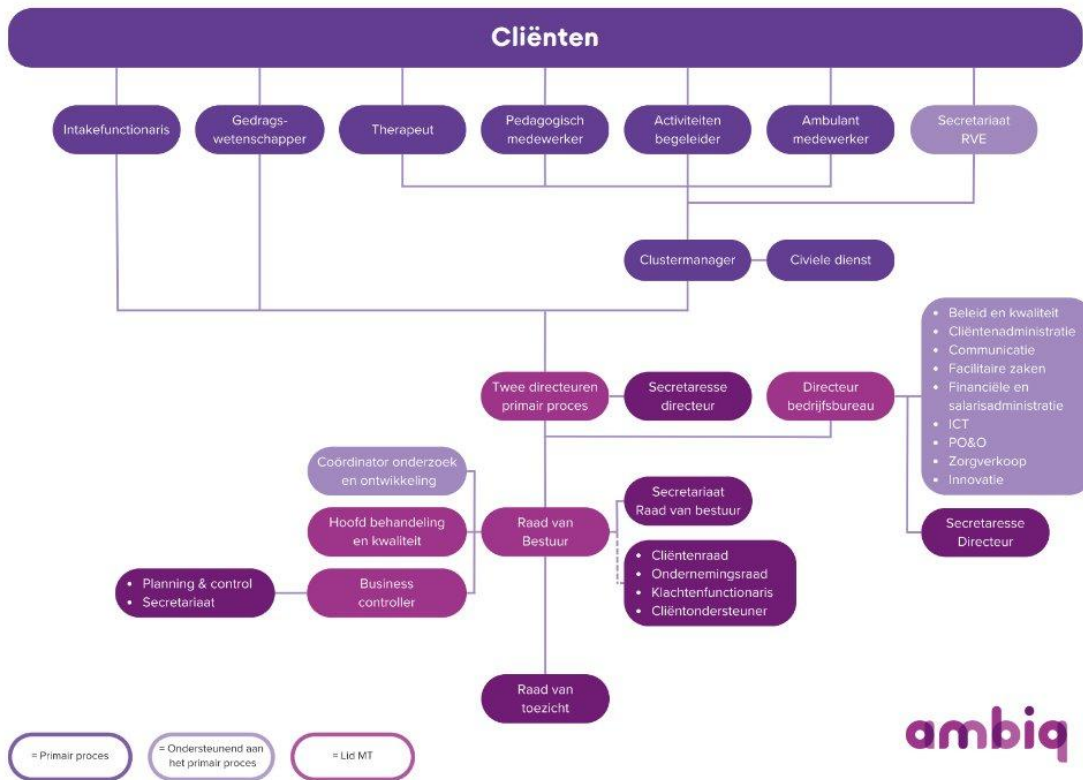 Cliënten
Intakefunctionaris
Gedrags-
wetenschapper
Therapeut
Pedagogisch
medewerker
Activiteiten
begeleider
Ambulant
medewerker
Secretariaat
RVE
Clustermanager
Civiele dienst
• Beleid en kwaliteit
• Cliëntenadministratie
• Communicatie
• Facilitaire zaken
• Financiële en
salarisadministratie
• ICT
• PO&O
• Zorgverkoop
• Innovatie
Twee directeuren
primair proces
Secretaresse
directeur
Directeur
bedrijfsbureau
Coördinator onderzoek
en ontwikkeling
Secretariaat
Raad van bestuur
Hoofd behandeling
en kwaliteit
Raad van
Bestuur
Secretaresse
Directeur
• Cliëntenraad
• Ondernemingsraad
• Klachtenfunctionaris
• Cliëntondersteuner
• Planning & control
• Secretariaat
Business
controller
Raad van
toezicht
ambiq
= Primair proces
= Ondersteunend aan
het primair proces
= Lid MT